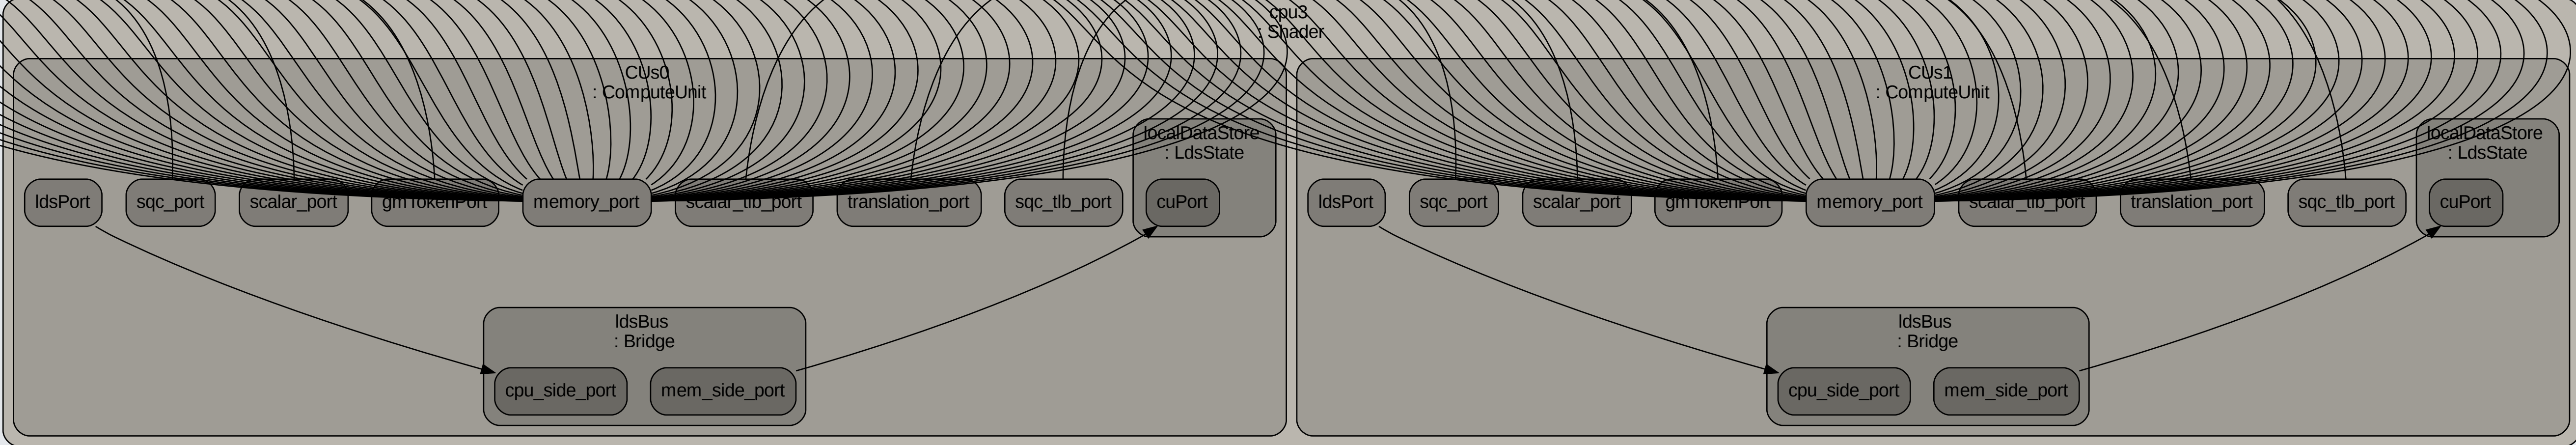 cpu3
: Shader
CUs0
: ComputeUnit
localDataStore
: LdsState
ldsPort
sqc_port
scalar_port
gmTokenPort
memory_port
scalar_tlb_port
translation_port
sqc_tlb_port
cuPort
ldsBus
: Bridge
cpu_side_port
mem_side_port
CUs1
: ComputeUnit
localDataStore
: LdsState
ldsPort
sqc_port
scalar_port
gmTokenPort
memory_port
scalar_tlb_port
translation_port
sqc_tlb_port
cuPort
ldsBus
: Bridge
cpu_side_port
mem_side_port